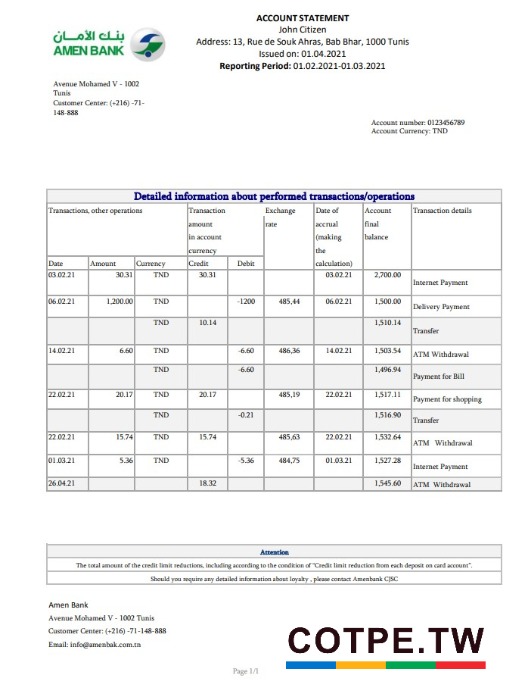 بنك الأمان
AMEN BANK
ACCOUNT STATEMENT
John Citizen
Address: 13, Rue de Souk Ahras, Bab Bhar, 1000 Tunis
Issued on: 01.04.2021
Reporting Period: 01.02.2021-01.03.2021
Avenue Mohamed V - 1002
Tunis
Customer Center: (+216) -71-
148-888
Account number: 0123456789
Account Currency: TND
Detailed information about performed transactions/operations
Transactions, other operations
Transaction amount in account currency
Exchange rate
Date of accrual (making the calculation)
Account final balance
Transaction details
Date Amount Currency Credit Debit
03.02.21 30.31 TND 30.31 03.02.21 2,700.00 Internet Payment
06.02.21 1,200.00 TND -1200 485,44 06.02.21 1,500.00 Delivery Payment
TND 10.14 1,510.14 Transfer
14.02.21 6.60 TND -6.60 486,36 14.02.21 1,503.54 ATM Withdrawal
TND -6.60 1,496.94 Payment for Bill
22.02.21 20.17 TND 20.17 485,19 22.02.21 1,517.11 Payment for shopping
TND -0.21 1,516.90 Transfer
22.02.21 15.74 TND 15.74 485,63 22.02.21 1,532.64 ATM Withdrawal
01.03.21 5.36 TND -5.36 484,75 01.03.21 1,527.28 Internet Payment
26.04.21 18.32 1,545.60 ATM Withdrawal
Attention
The total amount of the credit limit reductions, including according to the condition of "Credit limit reduction from each deposit on card account".
Should you require any detailed information about loyalty , please contact Amenbank CJSC
Amen Bank
Avenue Mohamed V - 1002 Tunis
Customer Center: (+216) -71-148-888
Email: info@amenbak.com.tn
COTPE.TW
Page 1/1